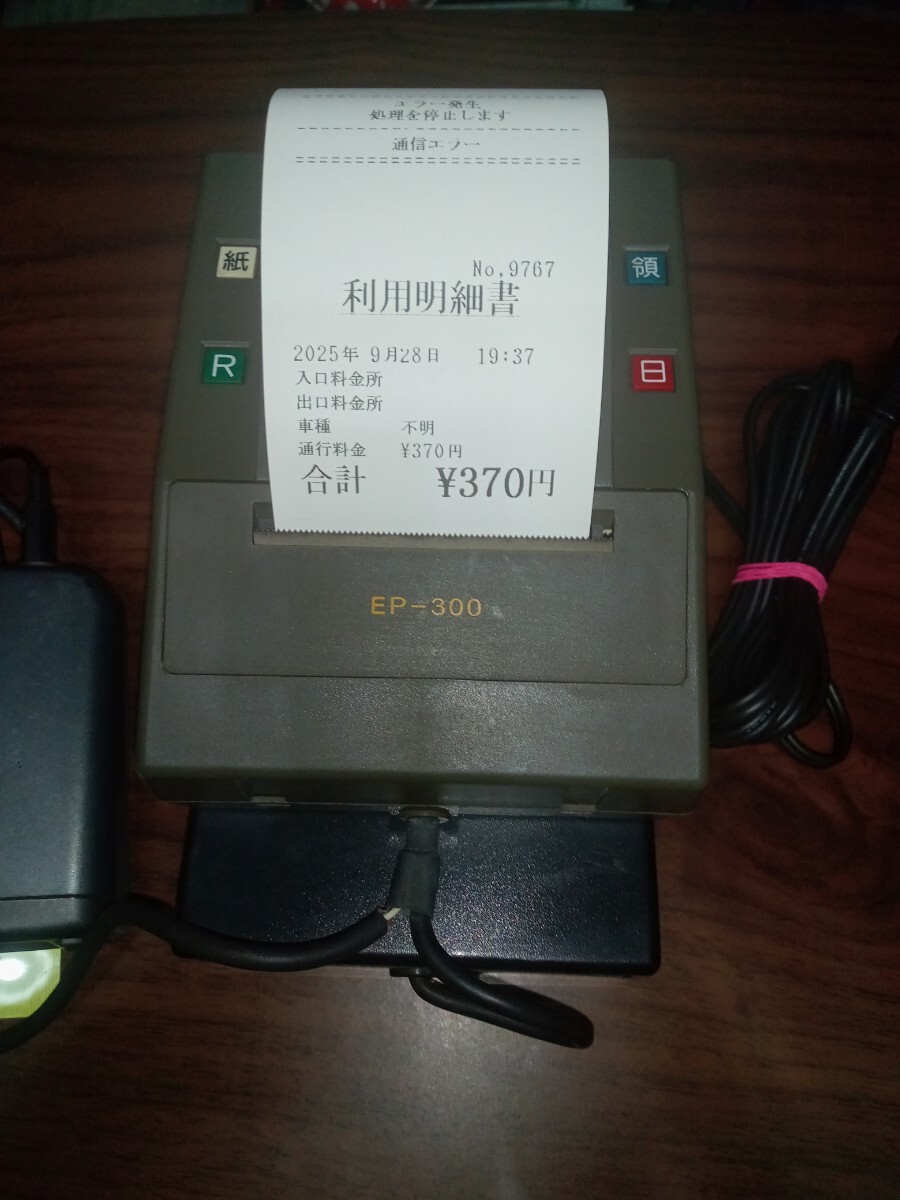 エラー発生
処理を停止します
通信エラー
紙
領
No,9767
利用明細書
R
日
2025年 9月28日 19:37
入口料金所
出口料金所
車種 不明
通行料金 ¥370円
合計 ¥370円
EP-300